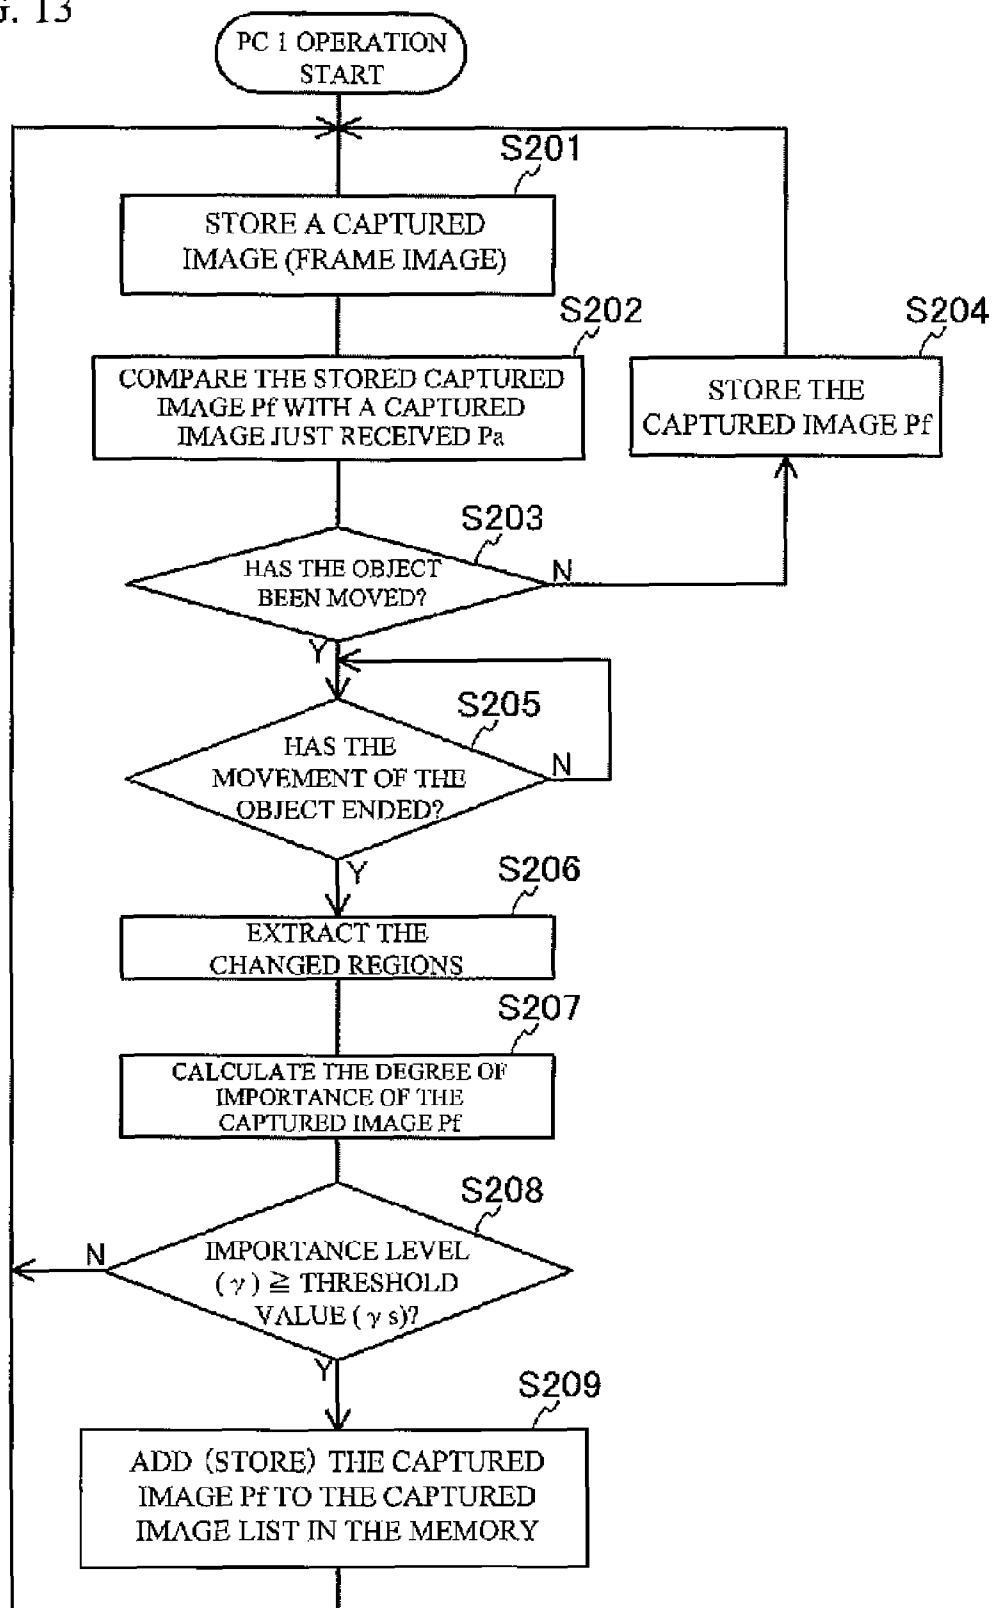 G. 13
PC 1 OPERATION
START
S201
STORE A CAPTURED
IMAGE (FRAME IMAGE)
S202
COMPARE THE STORED CAPTURED
IMAGE Pf WITH A CAPTURED
IMAGE JUST RECEIVED Pa
S204
STORE THE
CAPTURED IMAGE Pf
S203
HAS THE OBJECT
BEEN MOVED?
N
Y
S205
HAS THE
MOVEMENT OF THE
OBJECT ENDED?
N
Y
S206
EXTRACT THE
CHANGED REGIONS
S207
CALCULATE THE DEGREE OF
IMPORTANCE OF THE
CAPTURED IMAGE Pf
S208
IMPORTANCE LEVEL
(γ) ≧ THRESHOLD
VALUE (γs)?
N
Y
S209
ADD (STORE) THE CAPTURED
IMAGE Pf TO THE CAPTURED
IMAGE LIST IN THE MEMORY